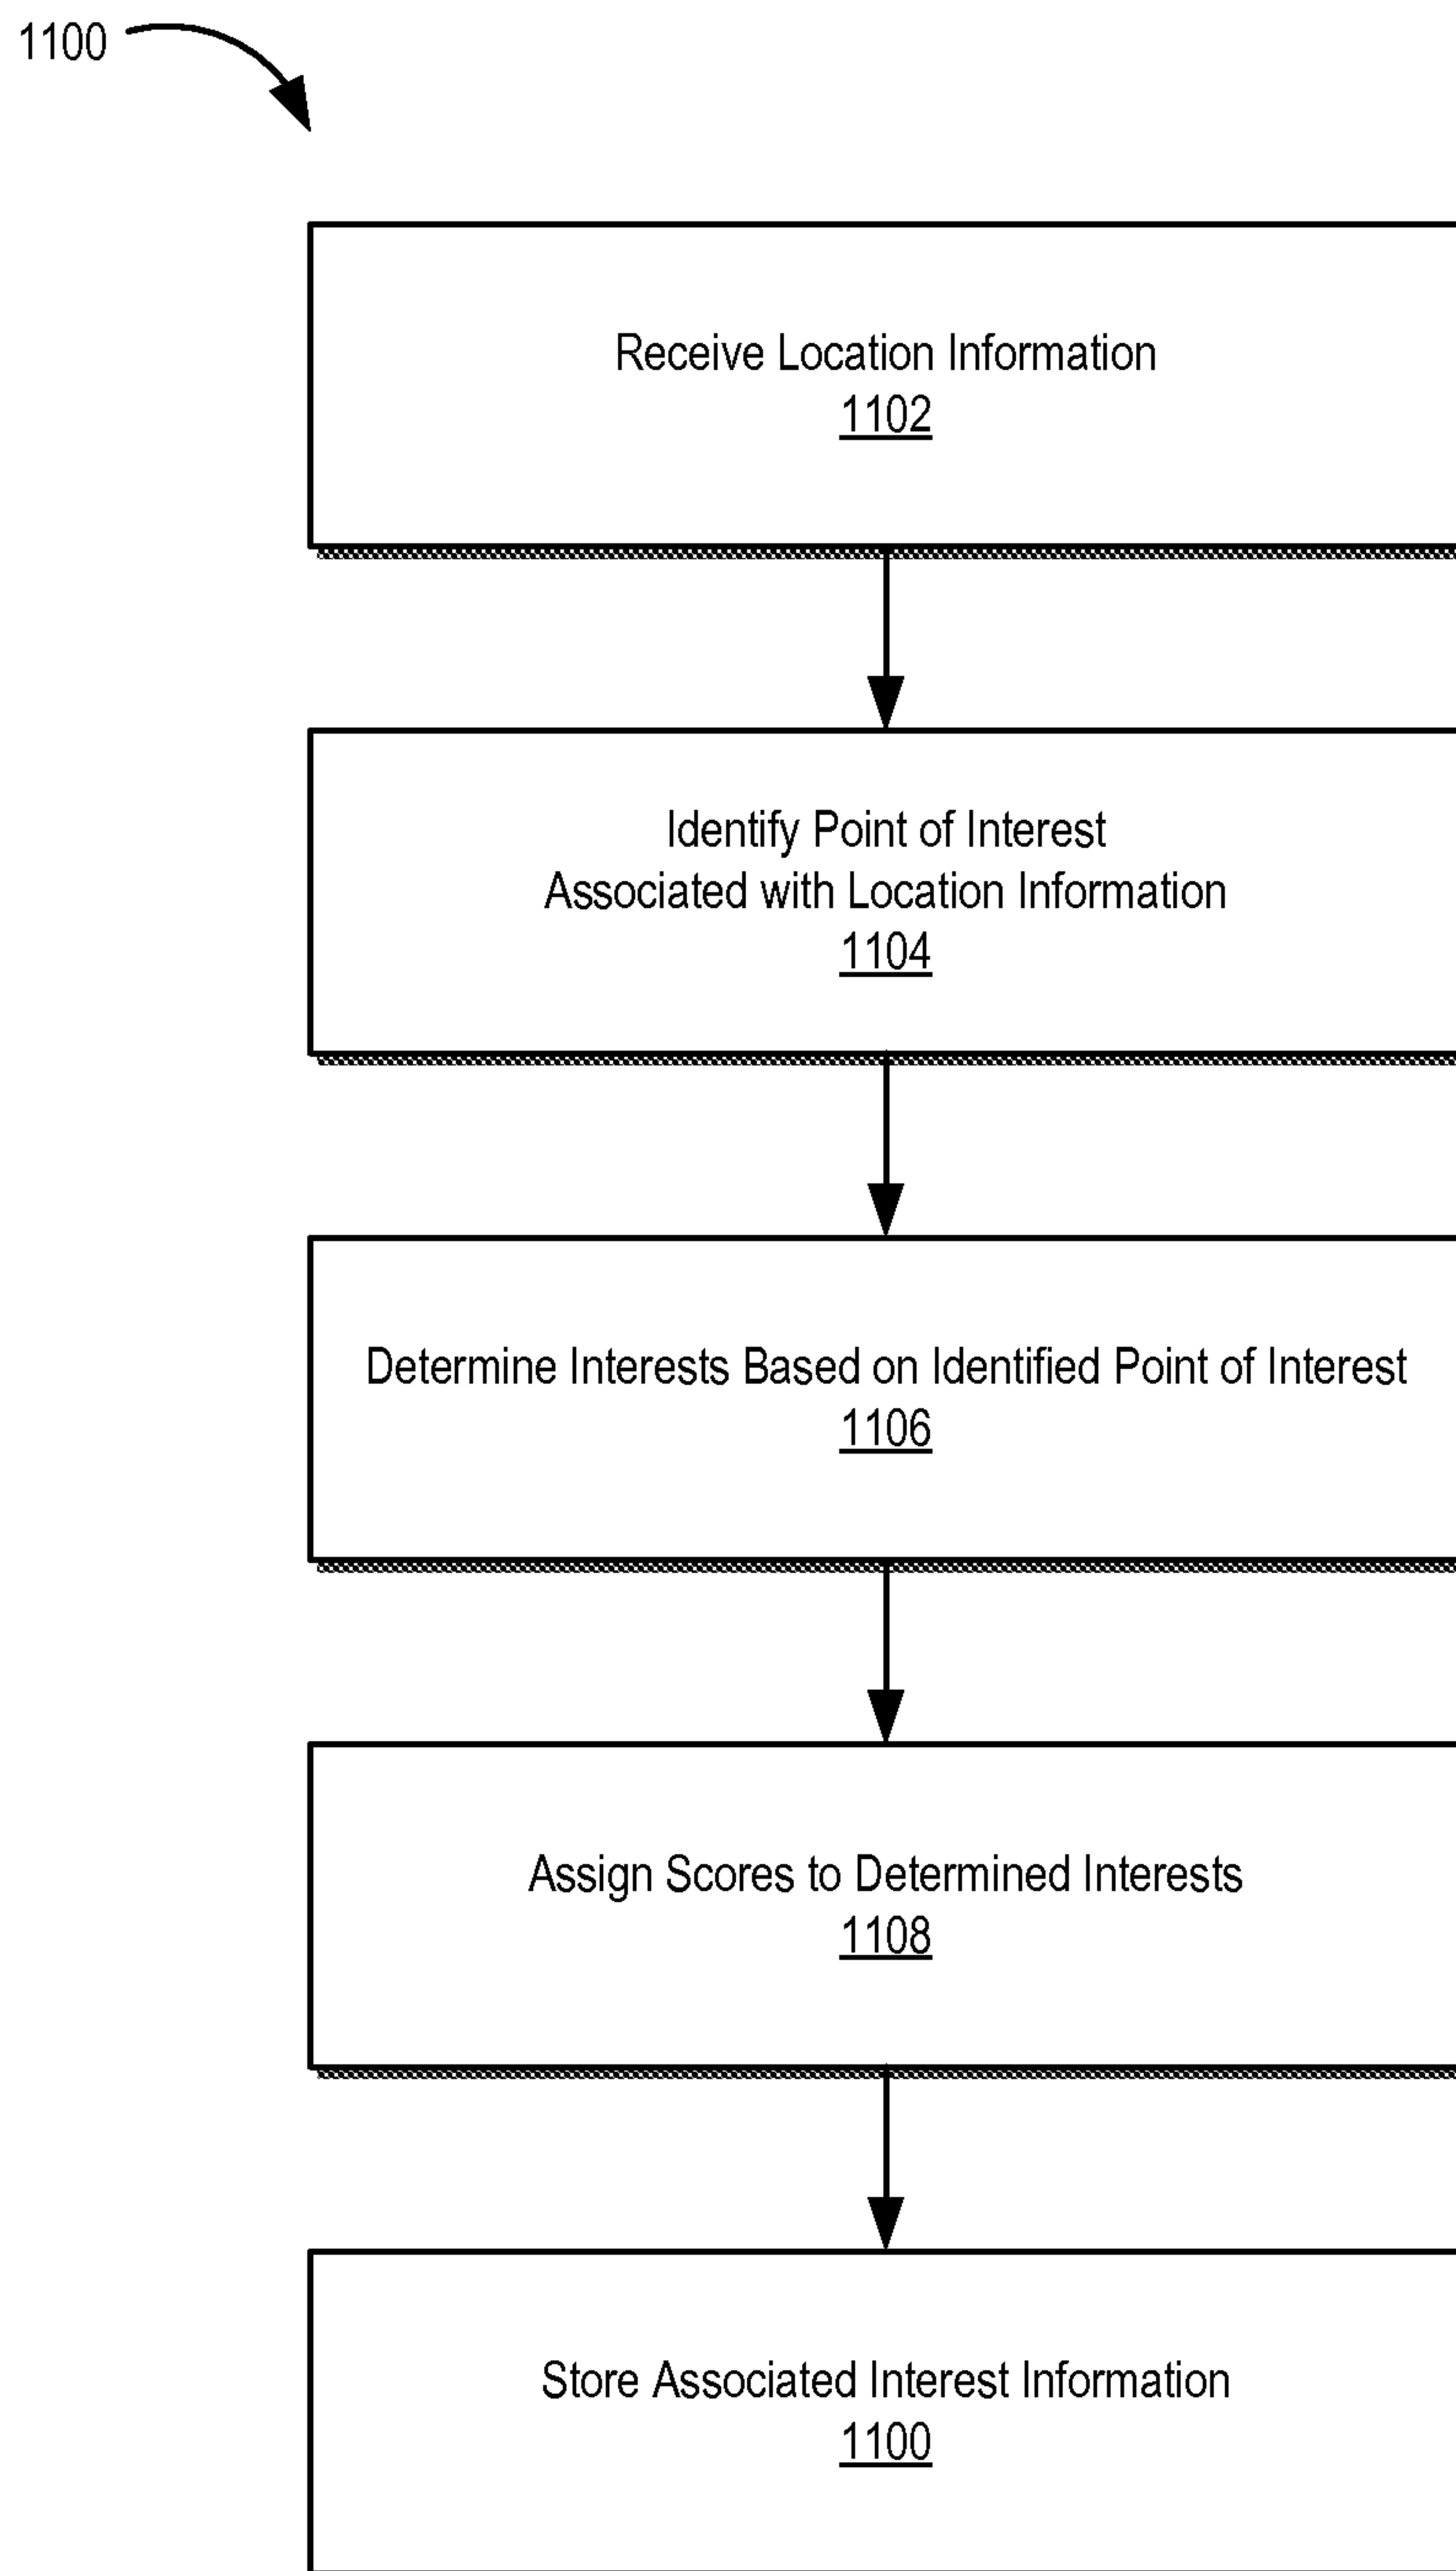 1100
Receive Location Information
1102
Identify Point of Interest
Associated with Location Information
1104
Determine Interests Based on Identified Point of Interest
1106
Assign Scores to Determined Interests
1108
Store Associated Interest Information
1100